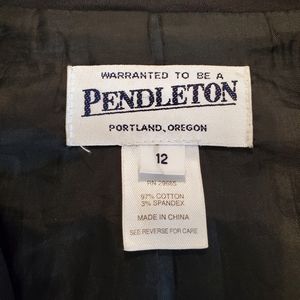 WARRANTED TO BE A
PENDLETON
PORTLAND, OREGON
12
RN 29685
97% COTTON
3% SPANDEX
MADE IN CHINA
SEE REVERSE FOR CARE